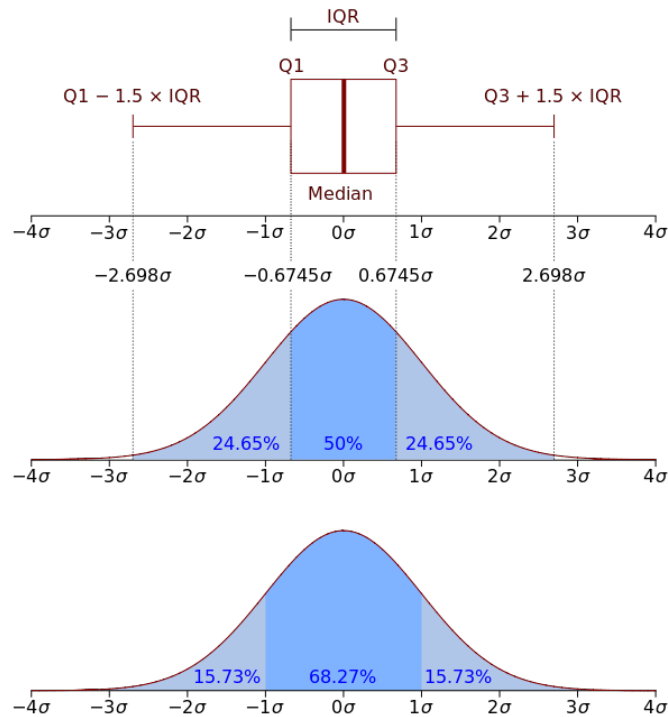 IQR
Q1 Q3
Q1 − 1.5 × IQR Q3 + 1.5 × IQR
Median
−4σ −3σ −2σ −1σ 0σ 1σ 2σ 3σ 4σ
−2.698σ −0.6745σ 0.6745σ 2.698σ
24.65% 50% 24.65%
−4σ −3σ −2σ −1σ 0σ 1σ 2σ 3σ 4σ
15.73% 68.27% 15.73%
−4σ −3σ −2σ −1σ 0σ 1σ 2σ 3σ 4σ